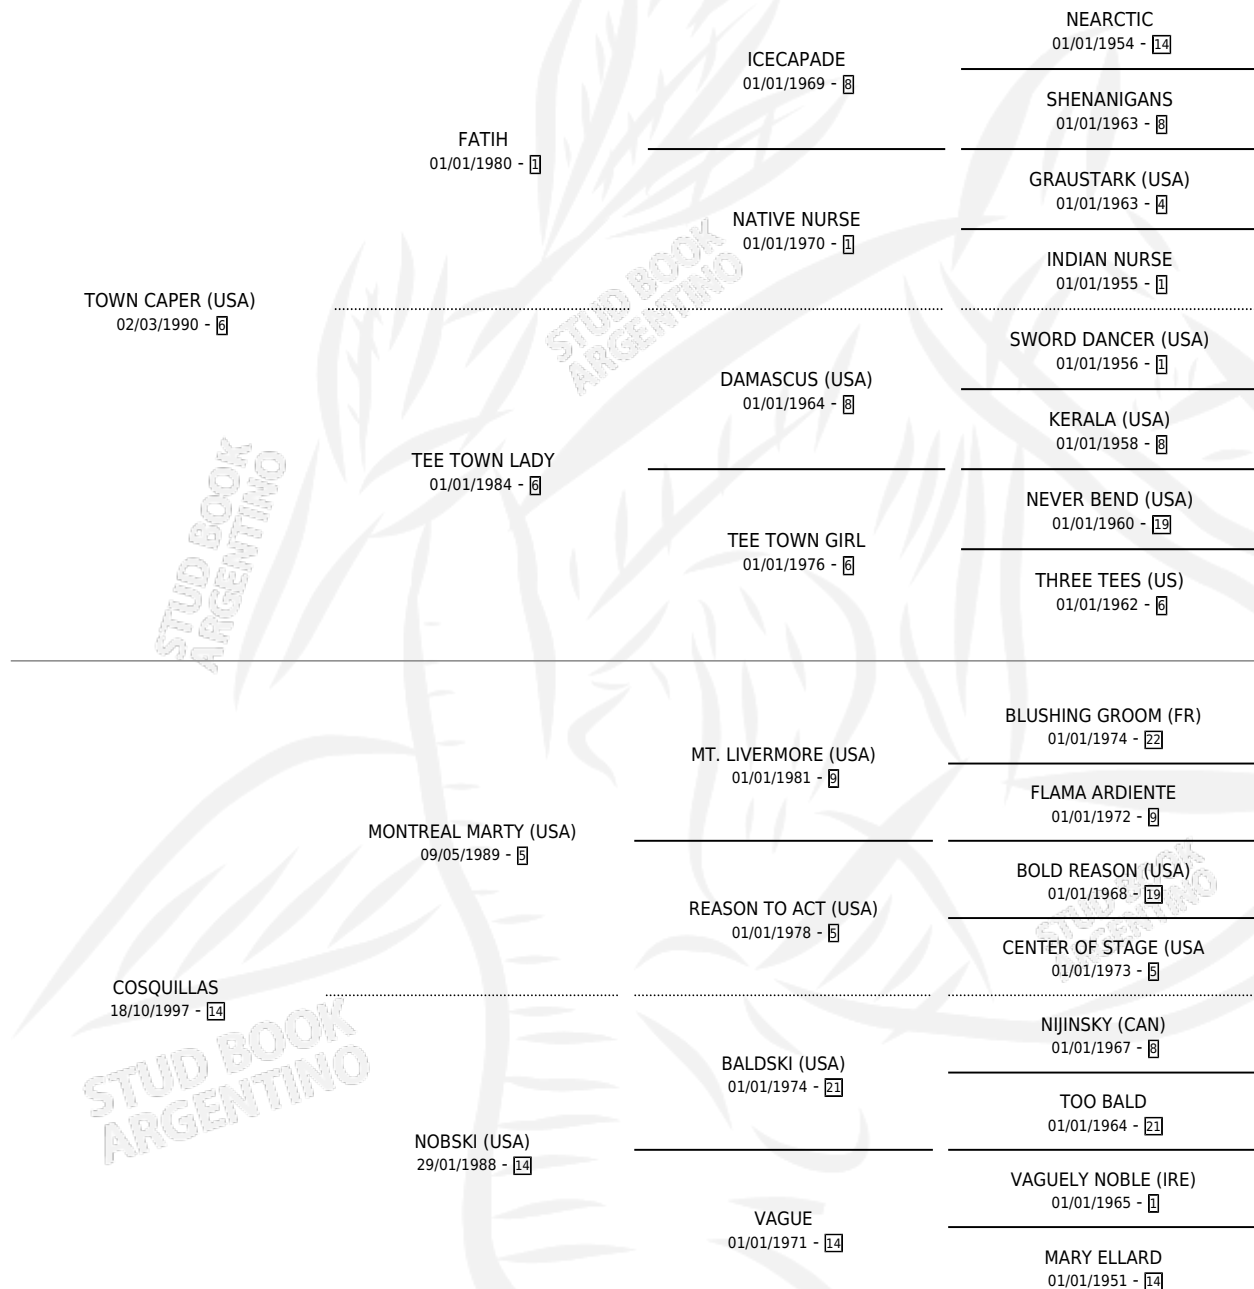 NEARCTIC
01/01/1954 - 14
ICECAPADE
01/01/1969 - 8
SHENANIGANS
01/01/1963 - 8
FATIH
01/01/1980 - 1
GRAUSTARK (USA)
01/01/1963 - 4
NATIVE NURSE
01/01/1970 - 1
INDIAN NURSE
01/01/1955 - 1
TOWN CAPER (USA)
02/03/1990 - 6
SWORD DANCER (USA)
01/01/1956 - 1
DAMASCUS (USA)
01/01/1964 - 8
KERALA (USA)
01/01/1958 - 8
TEE TOWN LADY
01/01/1984 - 6
NEVER BEND (USA)
01/01/1960 - 19
TEE TOWN GIRL
01/01/1976 - 6
THREE TEES (US)
01/01/1962 - 6
BLUSHING GROOM (FR)
01/01/1974 - 22
MT. LIVERMORE (USA)
01/01/1981 - 9
FLAMA ARDIENTE
01/01/1972 - 9
MONTREAL MARTY (USA)
09/05/1989 - 5
BOLD REASON (USA)
01/01/1968 - 19
REASON TO ACT (USA)
01/01/1978 - 5
CENTER OF STAGE (USA
01/01/1973 - 5
COSQUILLAS
18/10/1997 - 14
NIJINSKY (CAN)
01/01/1967 - 8
BALDSKI (USA)
01/01/1974 - 21
TOO BALD
01/01/1964 - 21
NOBSKI (USA)
29/01/1988 - 14
VAGUELY NOBLE (IRE)
01/01/1965 - 1
VAGUE
01/01/1971 - 14
MARY ELLARD
01/01/1951 - 14
STUD BOOK
ARGENTINO
STUD BOOK
ARGENTINO
STUD BOOK
ARGENTINO
STUD BOOK
ARGENTINO